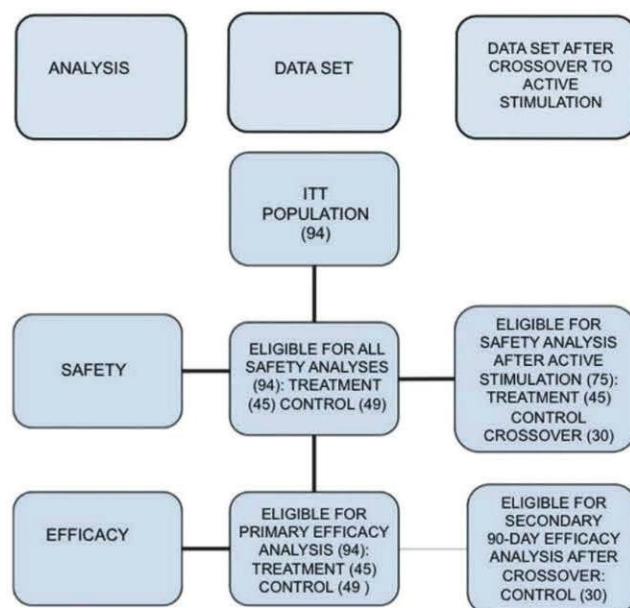 ANALYSIS
DATA SET
DATA SET AFTER
CROSSOVER TO
ACTIVE
STIMULATION
ITT
POPULATION
(94)
SAFETY
ELIGIBLE FOR ALL
SAFETY ANALYSES
(94): TREATMENT
(45) CONTROL (49)
ELIGIBLE FOR
SAFETY ANALYSIS
AFTER ACTIVE
STIMULATION (75):
TREATMENT (45)
CONTROL
CROSSOVER (30)
EFFICACY
ELIGIBLE FOR
PRIMARY EFFICACY
ANALYSIS (94):
TREATMENT (45)
CONTROL (49 )
ELIGIBLE FOR
SECONDARY
90-DAY EFFICACY
ANALYSIS AFTER
CROSSOVER:
CONTROL (30)